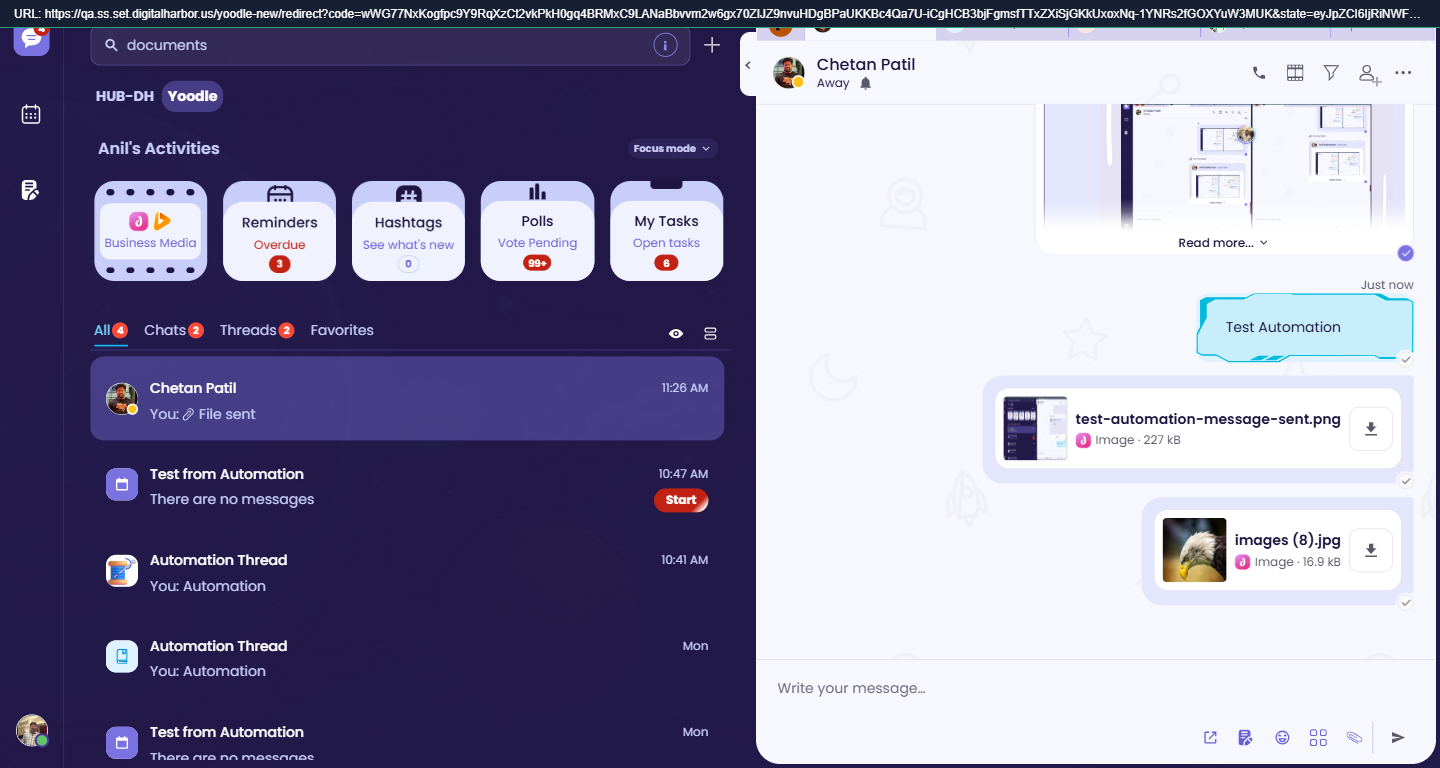 URL: https://qa.ss.set.digitalharbor.us/yoodle-new/redirect?code=wWG77NxKogfpc9Y9RqXzCt2vkPkH0gq4BRMxC9LANaBbvvm2w6gx70ZIJZ9nvuHDgBPaUKKBc4Qa7U-iCgHCB3bjFgmsfTTxZXiSjGKkUxoxNq-1YNRs2fGOXYuW3MUK&state=eyJpZCI6IjRiNWF...
documents
HUB-DH Yoodle
Anil's Activities
Focus mode
Business Media
Reminders
Overdue
3
Hashtags
See what's new
0
Polls
Vote Pending
99+
My Tasks
Open tasks
6
All 4 Chats 2 Threads 2 Favorites
Chetan Patil 11:26 AM
You: File sent
Test from Automation 10:47 AM
There are no messages
Start
Automation Thread 10:41 AM
You: Automation
Automation Thread Mon
You: Automation
Test from Automation Mon
There are no messages
Chetan Patil
Away
Read more...
Just now
Test Automation
test-automation-message-sent.png
Image · 227 kB
images (8).jpg
Image · 16.9 kB
Write your message...